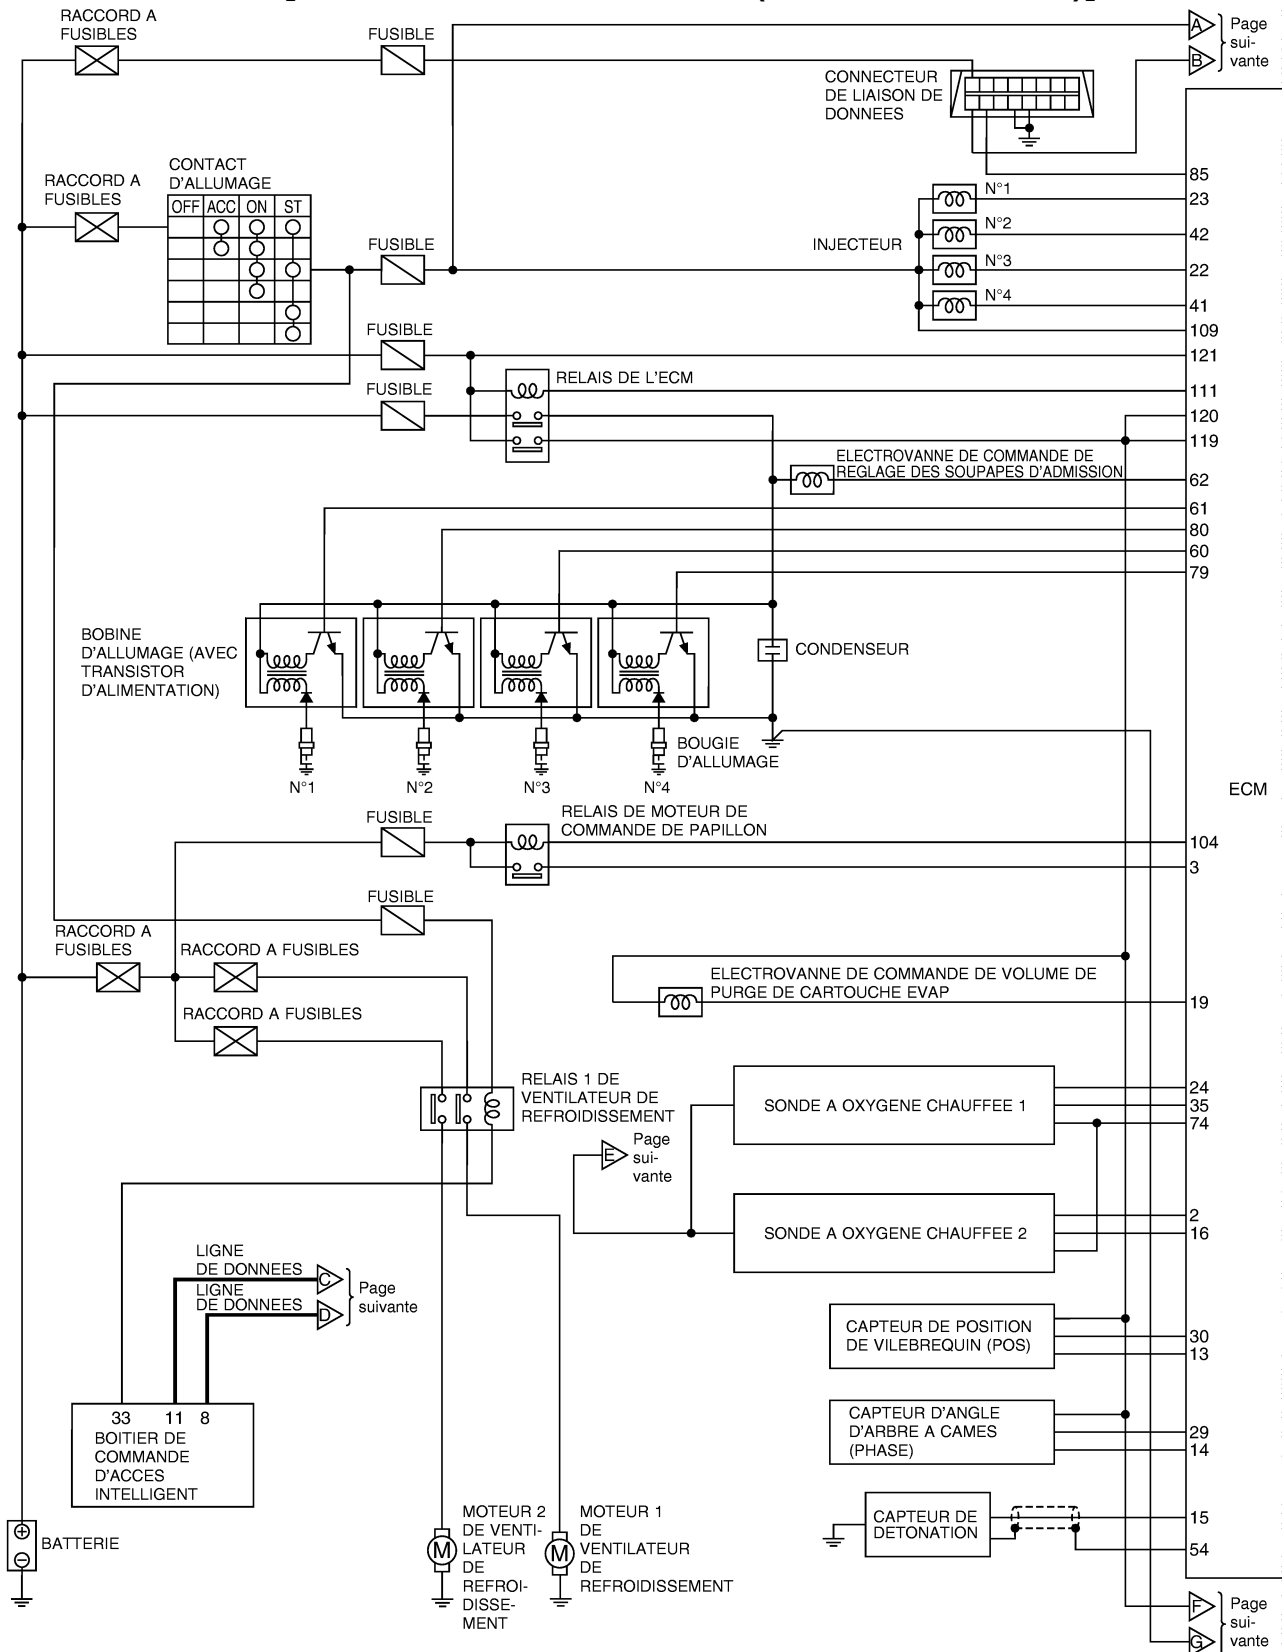 RACCORD A
FUSIBLES
FUSIBLE
A
B
Page
sui-
vante
CONNECTEUR
DE LIAISON DE
DONNEES
85
RACCORD A
FUSIBLES
CONTACT
D'ALLUMAGE
OFF ACC ON ST
FUSIBLE
INJECTEUR
N°1
23
N°2
42
N°3
22
N°4
41
109
FUSIBLE
121
RELAIS DE L'ECM
111
FUSIBLE
120
119
ELECTROVANNE DE COMMANDE DE
REGLAGE DES SOUPAPES D'ADMISSION
62
61
80
60
79
BOBINE
D'ALLUMAGE (AVEC
TRANSISTOR
D'ALIMENTATION)
CONDENSEUR
BOUGIE
D'ALLUMAGE
N°1 N°2 N°3 N°4
ECM
FUSIBLE
RELAIS DE MOTEUR DE
COMMANDE DE PAPILLON
104
3
FUSIBLE
RACCORD A
FUSIBLES
RACCORD A FUSIBLES
RACCORD A FUSIBLES
ELECTROVANNE DE COMMANDE DE VOLUME DE
PURGE DE CARTOUCHE EVAP
19
RELAIS 1 DE
VENTILATEUR DE
REFROIDISSEMENT
SONDE A OXYGENE CHAUFFEE 1
24
35
74
E
Page
sui-
vante
SONDE A OXYGENE CHAUFFEE 2
2
16
LIGNE
DE DONNEES
C
LIGNE
DE DONNEES
D
Page
suivante
CAPTEUR DE POSITION
DE VILEBREQUIN (POS)
30
13
CAPTEUR D'ANGLE
D'ARBRE A CAMES
(PHASE)
29
14
33 11 8
BOITIER DE
COMMANDE
D'ACCES
INTELLIGENT
CAPTEUR DE
DETONATION
15
54
BATTERIE
M
MOTEUR 2
DE VENTI-
LATEUR
DE
REFROI-
DISSE-
MENT
M
MOTEUR 1
DE
VENTILATEUR
DE
REFROIDISSEMENT
F
G
Page
sui-
vante